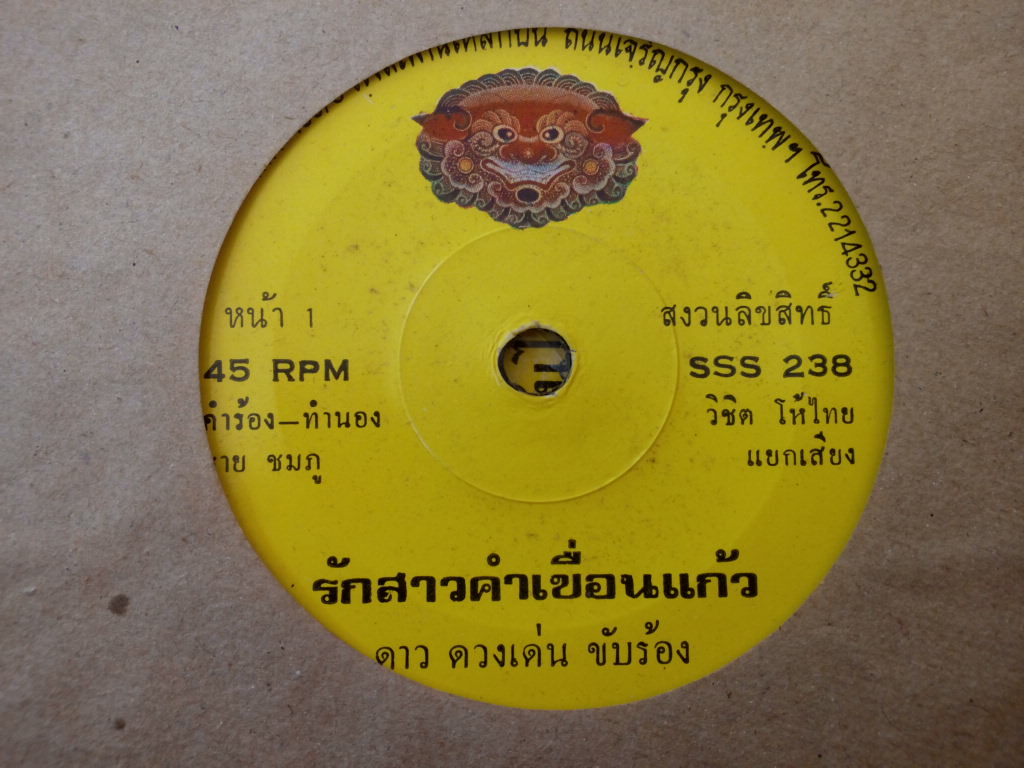 ถนนเจริญกรุง กรุงเทพฯ โทร.2214332
หน้า 1
สงวนลิขสิทธิ์
45 RPM
SSS 238
คำร้อง–ทำนอง
วิชิต โห้ไทย
ชมภู
แยกเสียง
รักสาวคำเขื่อนแก้ว
ดาว ดวงเด่น ขับร้อง